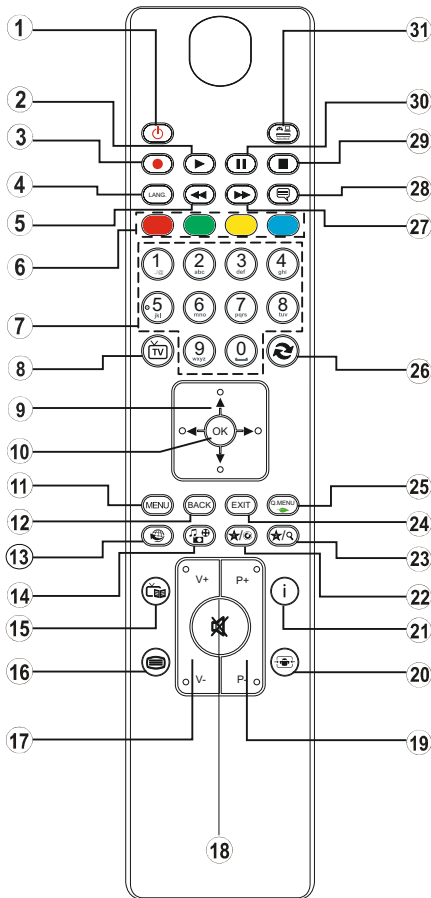 1
31
2
30
3
29
4
LANG.
28
5
27
6
1
./@
2
abc
3
def
4
ghi
7
5
jkl
6
mno
7
pqrs
8
tuv
8
TV
9
wxyz
0
26
9
10
OK
11
MENU
BACK
EXIT
Q.MENU
25
12
24
13
23
14
V+
P+
22
15
i
21
16
20
17
V-
P-
19
18